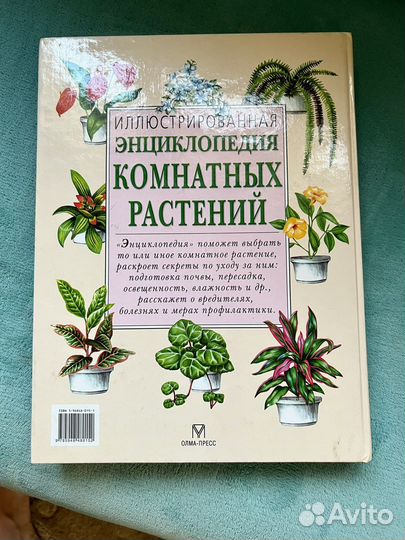 ИЛЛЮСТРИРОВАННАЯ
ЭНЦИКЛОПЕДИЯ
КОМНАТНЫХ
РАСТЕНИЙ
«Энциклопедия» поможет выбрать
то или иное комнатное растение,
раскроет секреты по уходу за ним:
подготовка почвы, пересадка,
освещенность, влажность и др.,
расскажет о вредителях,
болезнях и мерах профилактики.
ОЛМА-ПРЕСС
Avito